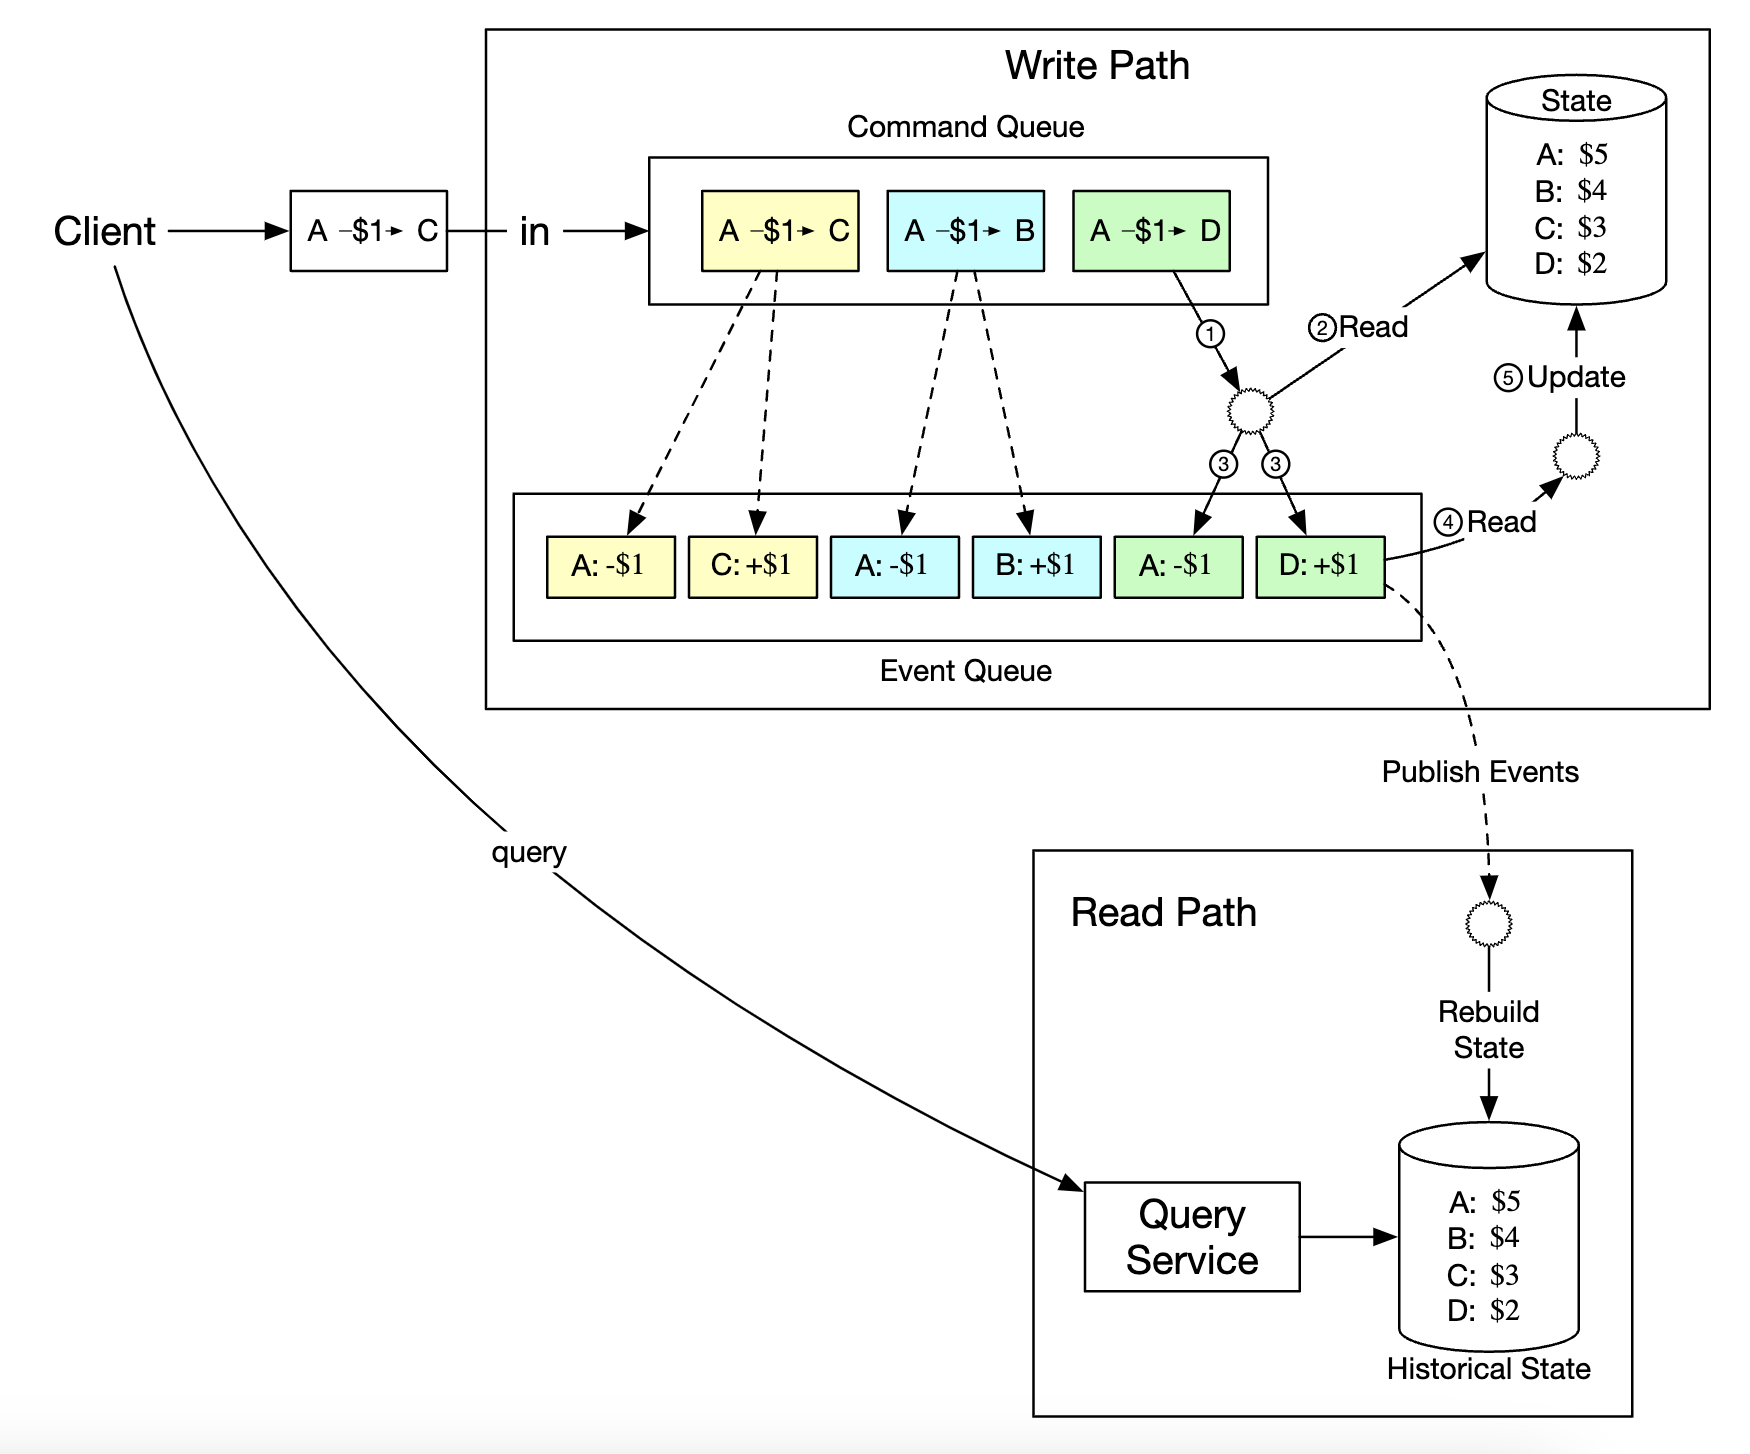 Write Path
Command Queue
State
A: $5
B: $4
C: $3
D: $2
Client
A –$1→ C
in
A –$1→ C
A –$1→ B
A –$1→ D
①
②Read
⑤Update
③
③
④Read
A: -$1
C: +$1
A: -$1
B: +$1
A: -$1
D: +$1
Event Queue
Publish Events
query
Read Path
Rebuild
State
Query
Service
A: $5
B: $4
C: $3
D: $2
Historical State